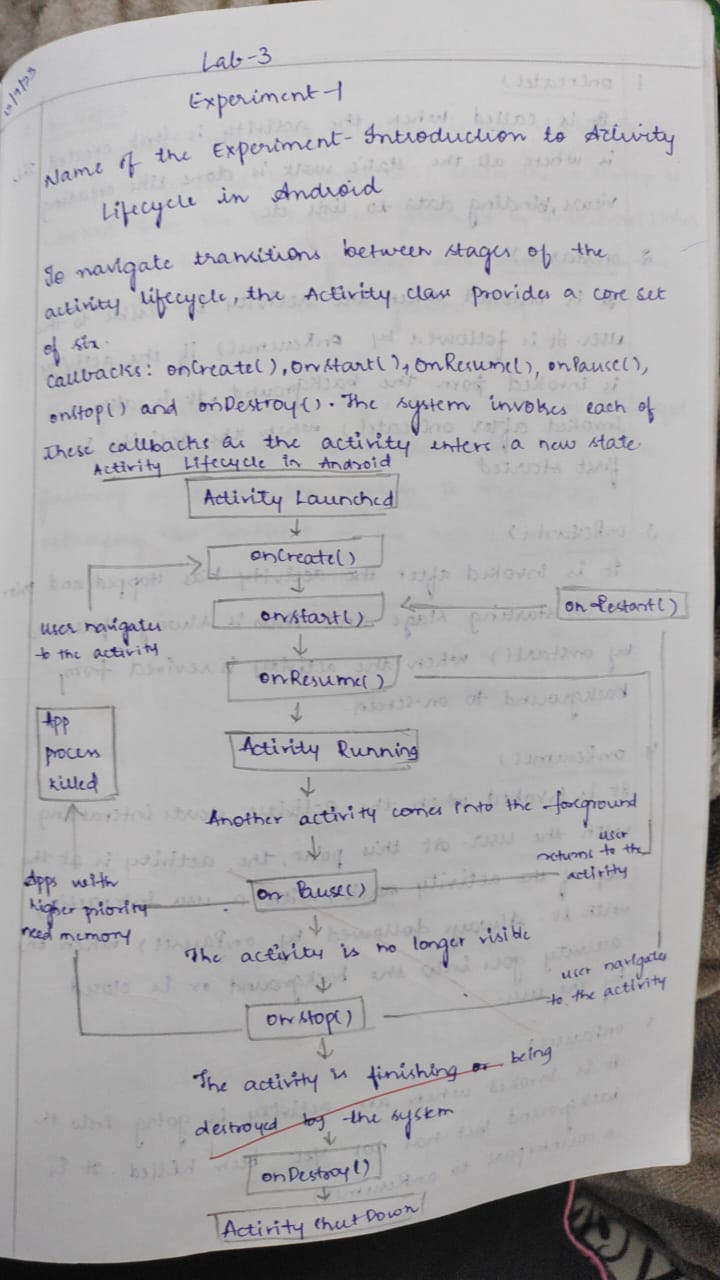 Lab-3
Experiment-1
Name of the Experiment- Introduction to Activity
Lifecycle in Android
To navigate transitions between stages of the
activity lifecycle, the Activity class provides a core set
of six.
callbacks: onCreate(), onstart(), onResume(), onPause(),
onstop() and onDestroy(). The system invokes each of
these callbacks as the activity enters a new state
Activity Lifecycle in Android
Activity Launched
onCreate()
onstart()
onRestart()
user navigates
to the activity
onResume()
App
process
killed
Activity Running
Another activity comes into the foreground
user
returns to the
activity
Apps with
higher priority
need memory
on Pause()
The activity is no longer visible
user navigates
to the activity
onstop()
The activity is finishing or being
destroyed by the system
onDestroy()
Activity shut Down